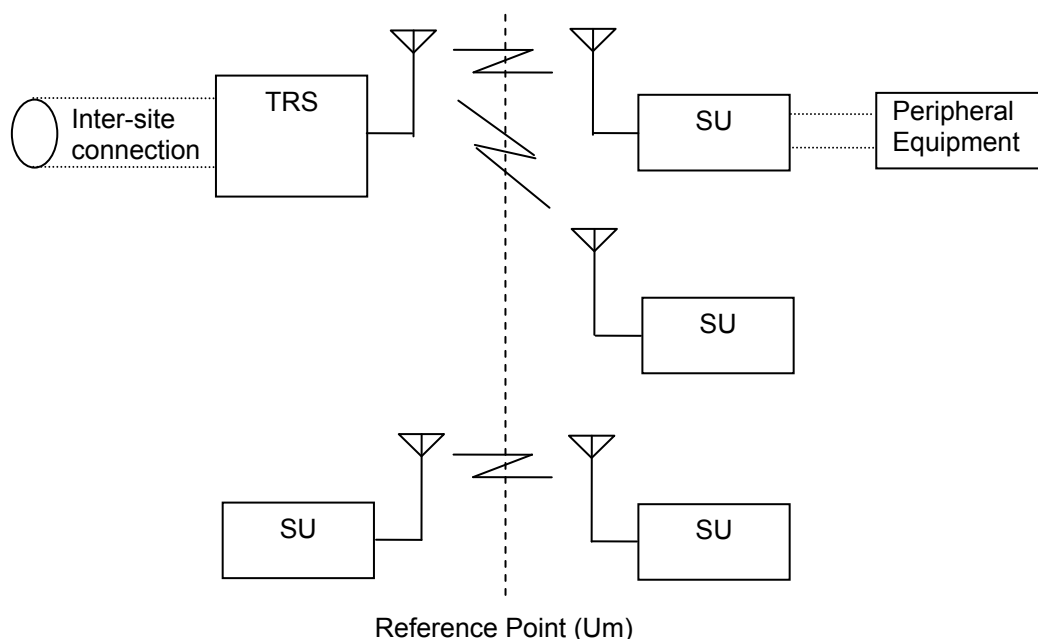 Inter-site
connection
TRS
SU
Peripheral
Equipment
SU
SU
SU
Reference Point (Um)